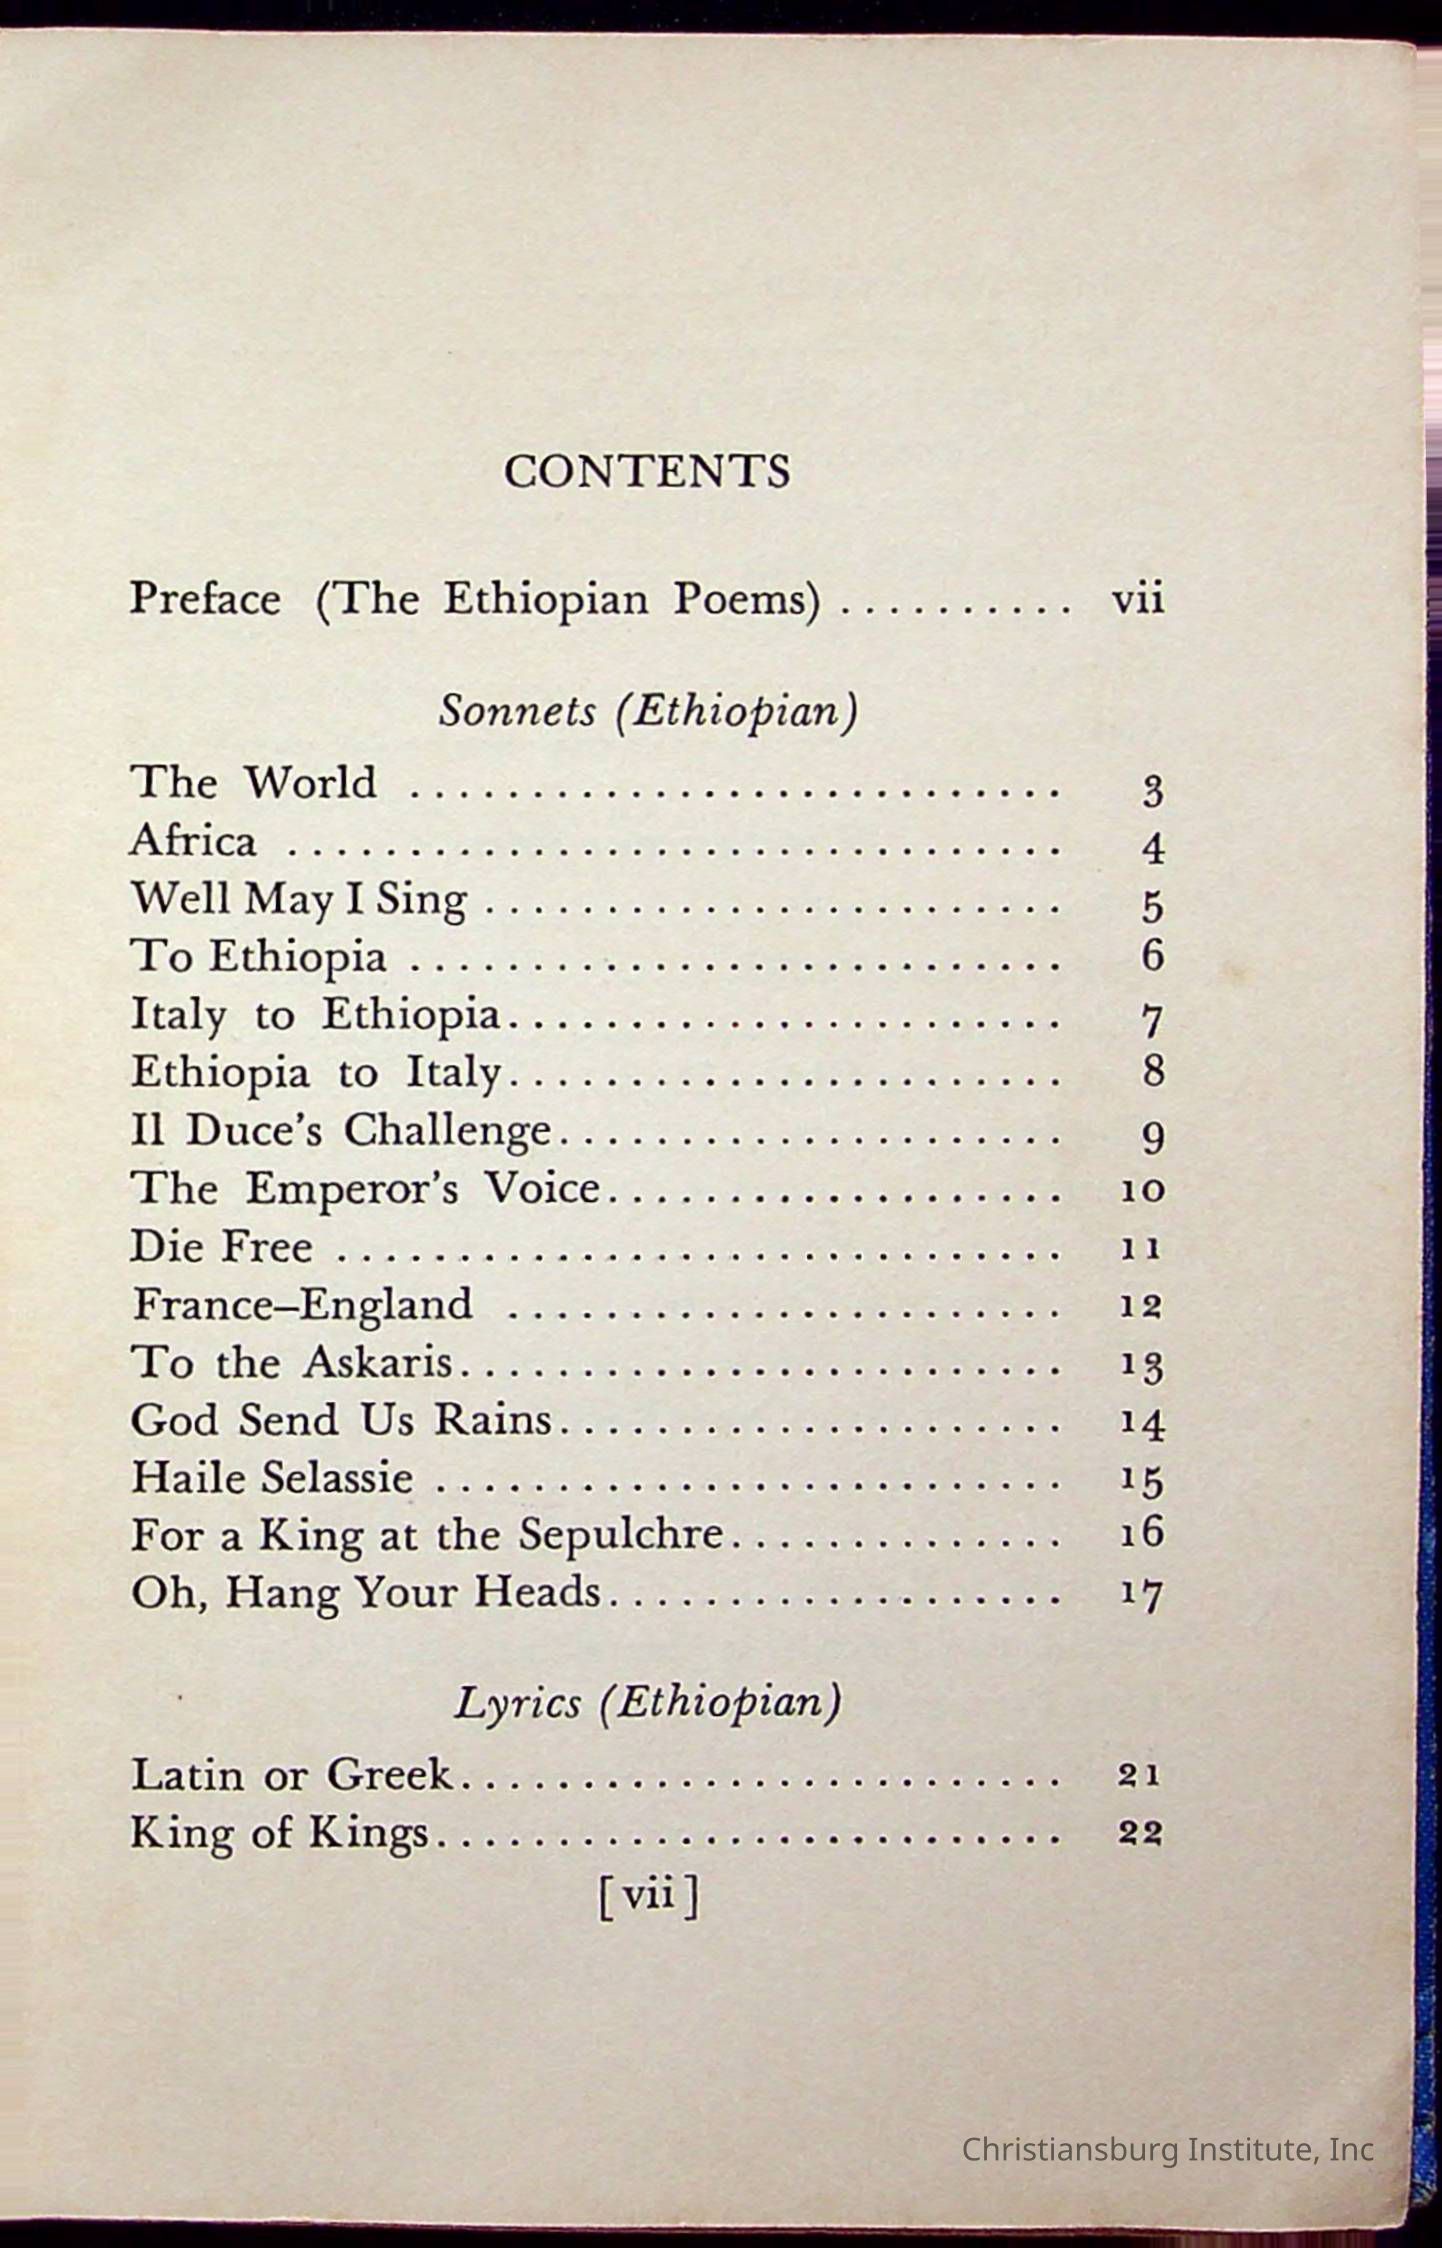 CONTENTS
Preface (The Ethiopian Poems) .......... vii
Sonnets (Ethiopian)
The World ........................... 3
Africa ................................ 4
Well May I Sing ........................ 5
To Ethiopia ........................... 6
Italy to Ethiopia....................... 7
Ethiopia to Italy....................... 8
Il Duce's Challenge..................... 9
The Emperor's Voice................... 10
Die Free .............................. 11
France–England ....................... 12
To the Askaris......................... 13
God Send Us Rains..................... 14
Haile Selassie .......................... 15
For a King at the Sepulchre.............. 16
Oh, Hang Your Heads................... 17
Lyrics (Ethiopian)
Latin or Greek......................... 21
King of Kings.......................... 22
[ vii ]
Christiansburg Institute, Inc